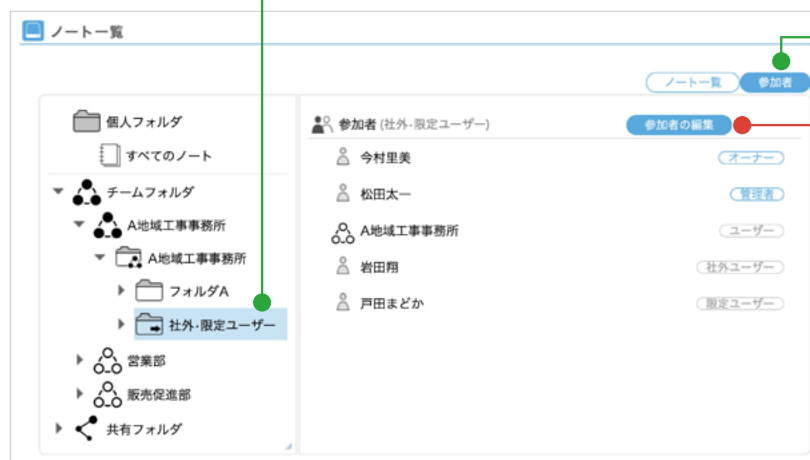 ノート一覧
ノート一覧 参加者
個人フォルダ
すべてのノート
チームフォルダ
A地域工事事務所
A地域工事事務所
フォルダA
社外・限定ユーザー
営業部
販売促進部
共有フォルダ
参加者 (社外・限定ユーザー) 参加者の編集
今村里美 オーナー
松田太一 管理者
A地域工事事務所 ユーザー
岩田翔 社外ユーザー
戸田まどか 限定ユーザー